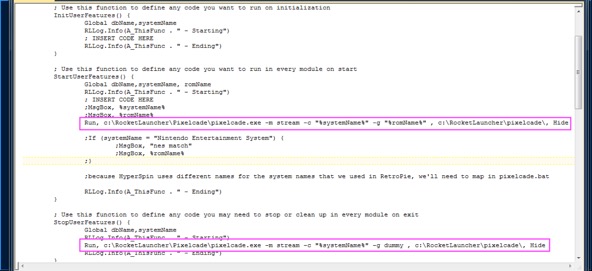 ; Use this function to define any code you want to run on initialization
InitUserFeatures() {
Global dbName,systemName
RLLog.Info(A_ThisFunc . " - Starting")
; INSERT CODE HERE
RLLog.Info(A_ThisFunc . " - Ending")
}
; Use this function to define any code you want to run in every module on start
StartUserFeatures() {
Global dbName,systemName, romName
RLLog.Info(A_ThisFunc . " - Starting")
; INSERT CODE HERE
;MsgBox, %systemName%
;MsgBox, %romName%
Run, c:\RocketLauncher\Pixelcade\pixelcade.exe -m stream -c "%systemName%" -g "%romName%" , c:\RocketLauncher\pixelcade\, Hide
;If (systemName = "Nintendo Entertainment System") {
;MsgBox, "nes match"
;MsgBox, %romName%
;}
;because HyperSpin uses different names for the system names that we used in RetroPie, we'll need to map in pixelcade.bat
RLLog.Info(A_ThisFunc . " - Ending")
}
; Use this function to define any code you may need to stop or clean up in every module on exit
StopUserFeatures() {
Global dbName,systemName
RLLog.Info(A_ThisFunc . " - Starting")
Run, c:\RocketLauncher\Pixelcade\pixelcade.exe -m stream -c "%systemName%" -g dummy , c:\RocketLauncher\pixelcade\, Hide
RLLog.Info(A_ThisFunc . " - Ending")
}